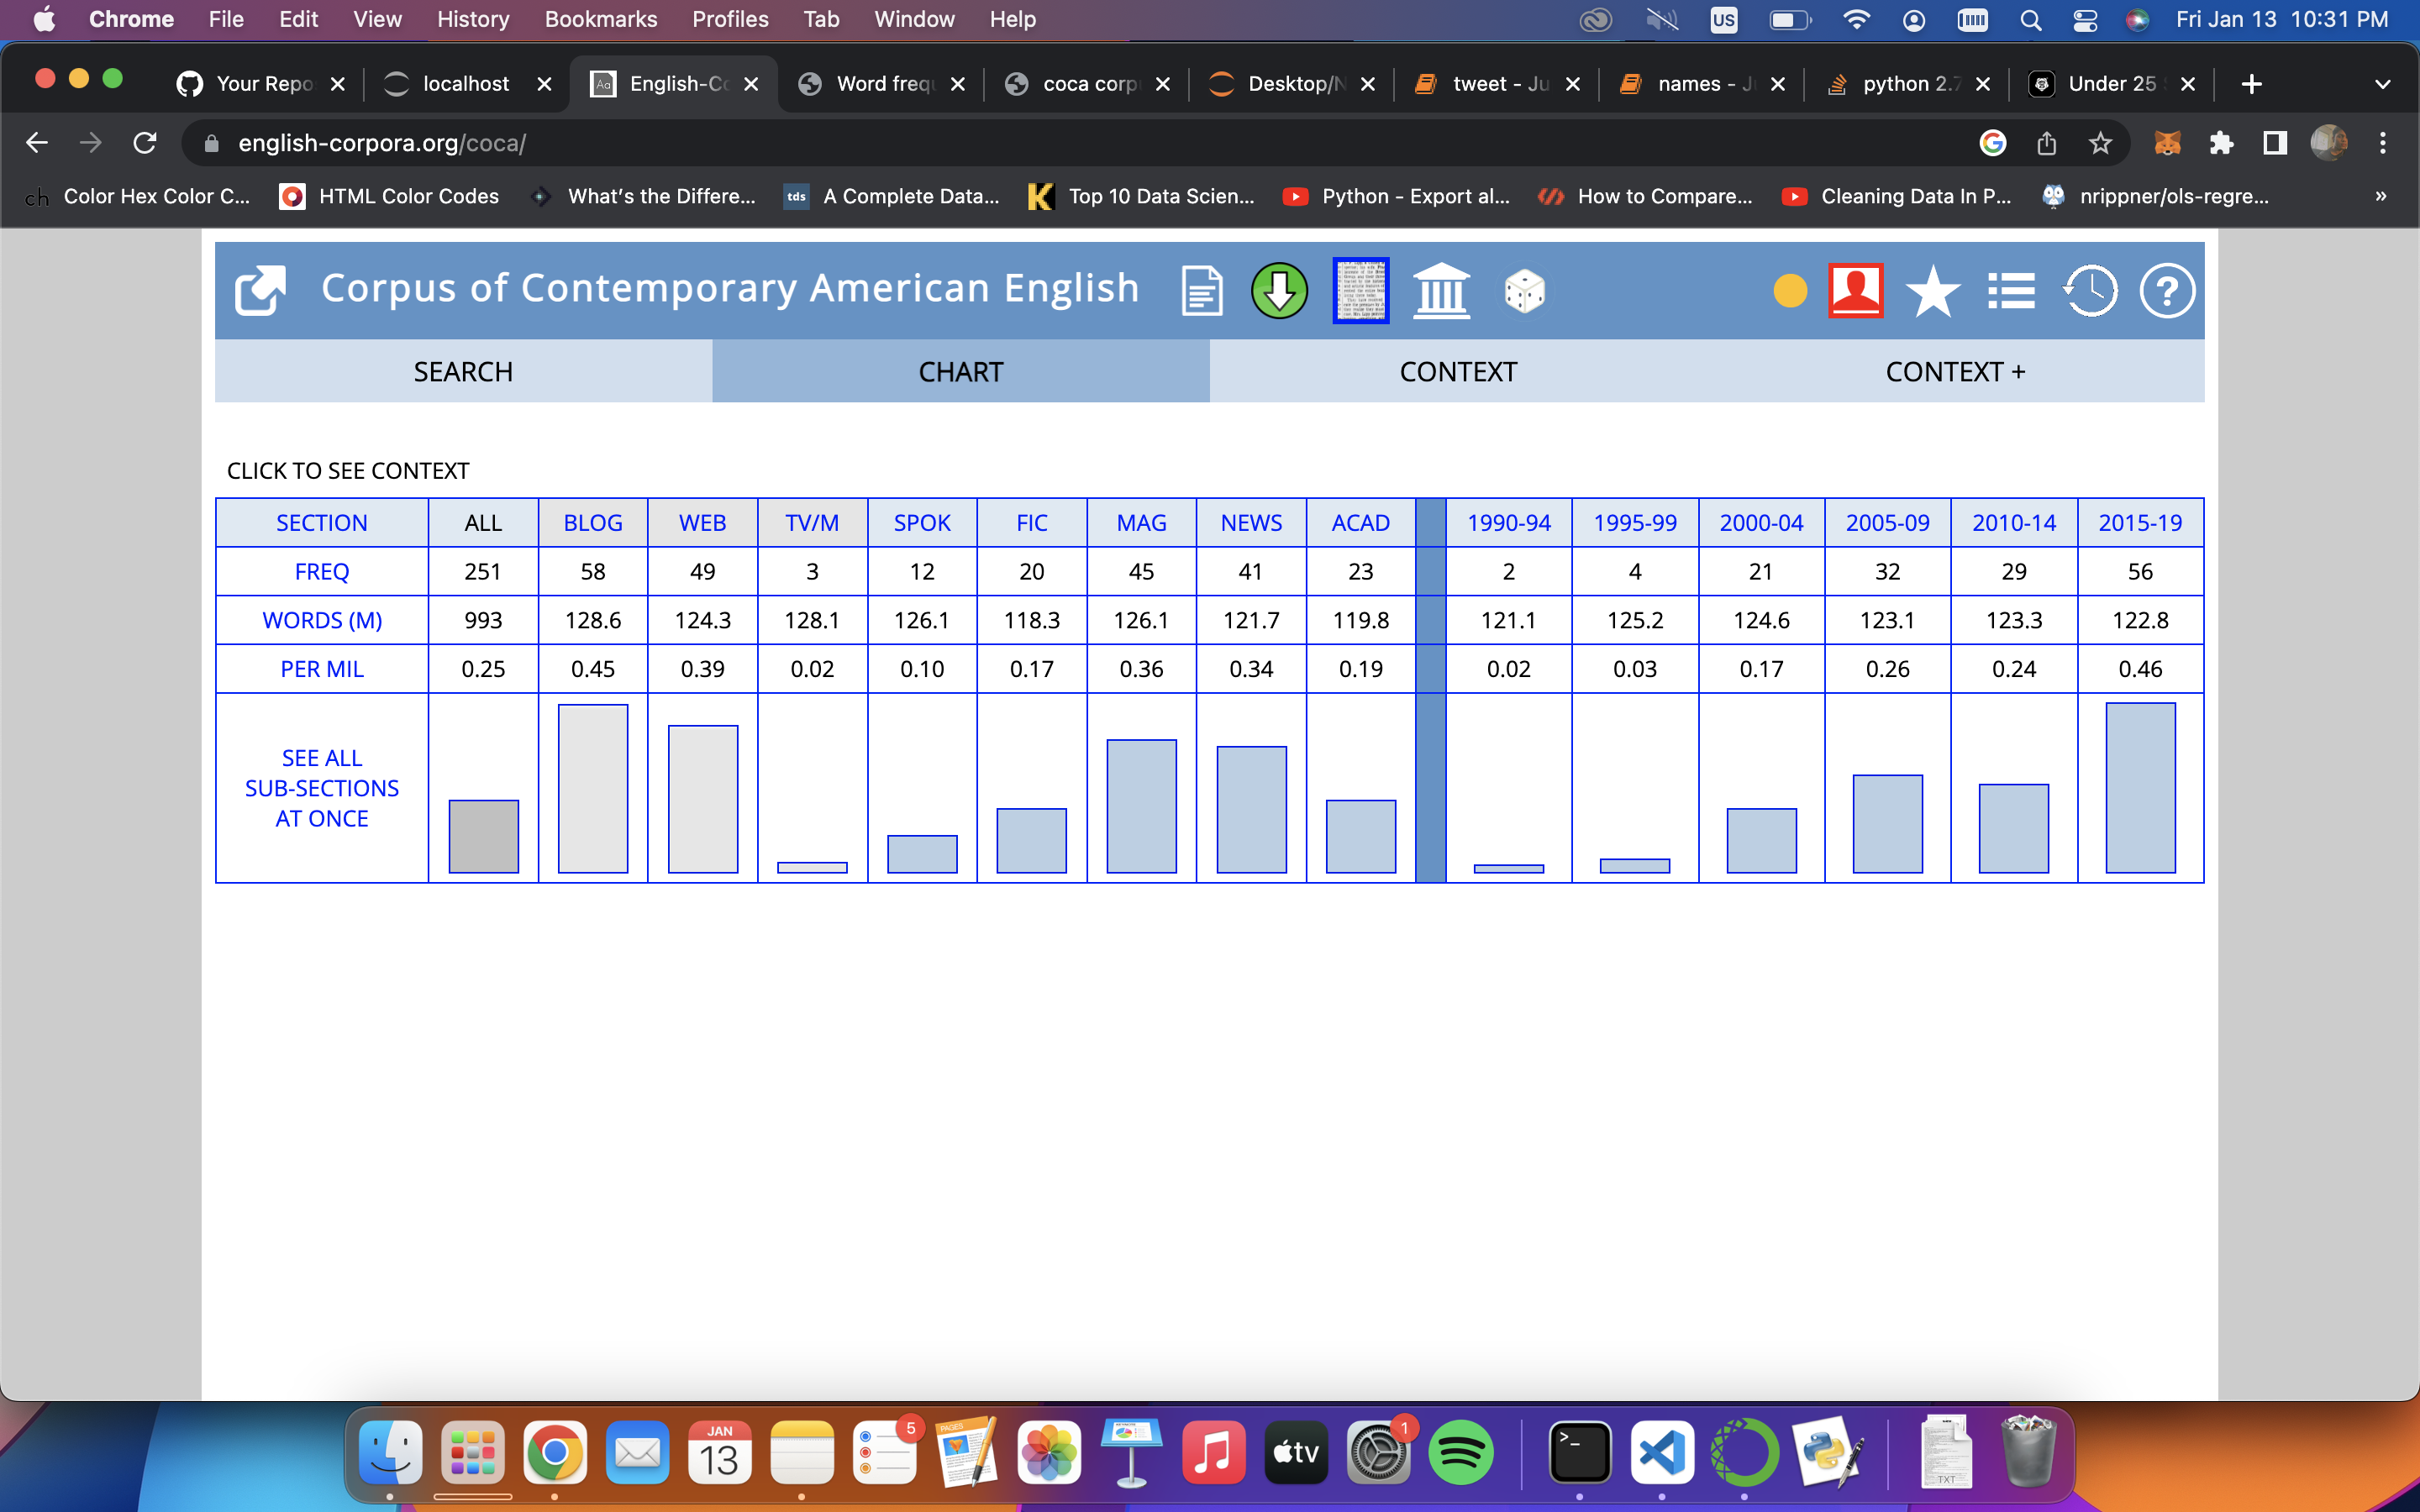 Chrome File Edit View History Bookmarks Profiles Tab Window Help US Fri Jan 13 10:31 PM
Your Repo localhost English-Co Word frequ coca corp Desktop/N tweet - Ju names - J python 2.7 Under 25
english-corpora.org/coca/
ch Color Hex Color C... HTML Color Codes What's the Differe... tds A Complete Data... K Top 10 Data Scien... Python - Export al... How to Compare... Cleaning Data In P... nrippner/ols-regre... »
Corpus of Contemporary American English ?
SEARCH CHART CONTEXT CONTEXT +
CLICK TO SEE CONTEXT
SECTION ALL BLOG WEB TV/M SPOK FIC MAG NEWS ACAD 1990-94 1995-99 2000-04 2005-09 2010-14 2015-19
FREQ 251 58 49 3 12 20 45 41 23 2 4 21 32 29 56
WORDS (M) 993 128.6 124.3 128.1 126.1 118.3 126.1 121.7 119.8 121.1 125.2 124.6 123.1 123.3 122.8
PER MIL 0.25 0.45 0.39 0.02 0.10 0.17 0.36 0.34 0.19 0.02 0.03 0.17 0.26 0.24 0.46
SEE ALL
SUB-SECTIONS
AT ONCE
JAN
13
5
PAGES
tv
1
>_
TXT